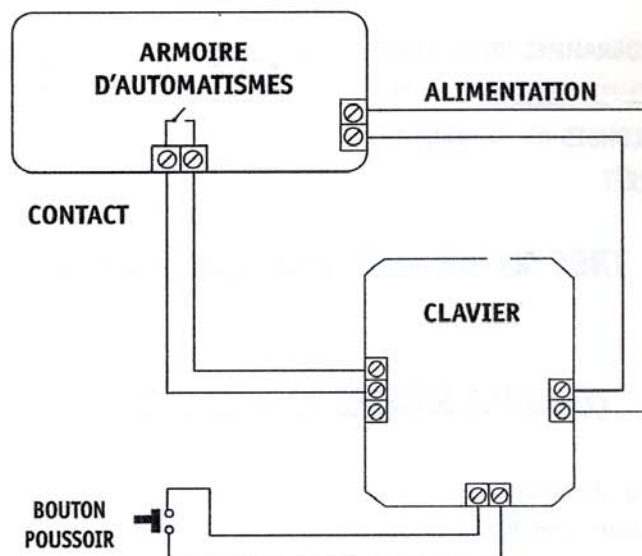 ARMOIRE
D'AUTOMATISMES
ALIMENTATION
CONTACT
CLAVIER
BOUTON
POUSSOIR